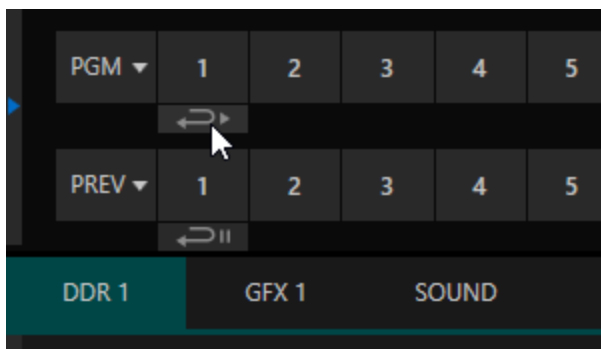 PGM 1 2 3 4 5
PREV 1 2 3 4 5
DDR 1 GFX 1 SOUND